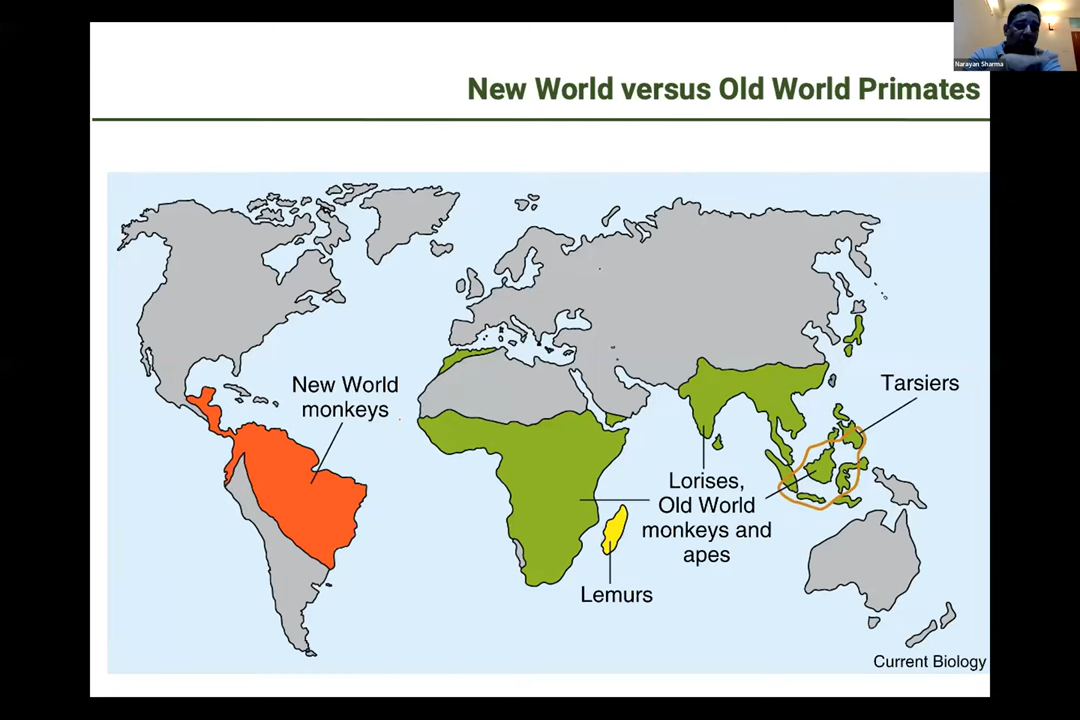 Narayan Sharma
New World versus Old World Primates
New World
monkeys
Tarsiers
Lorises,
Old World
monkeys and
apes
Lemurs
Current Biology